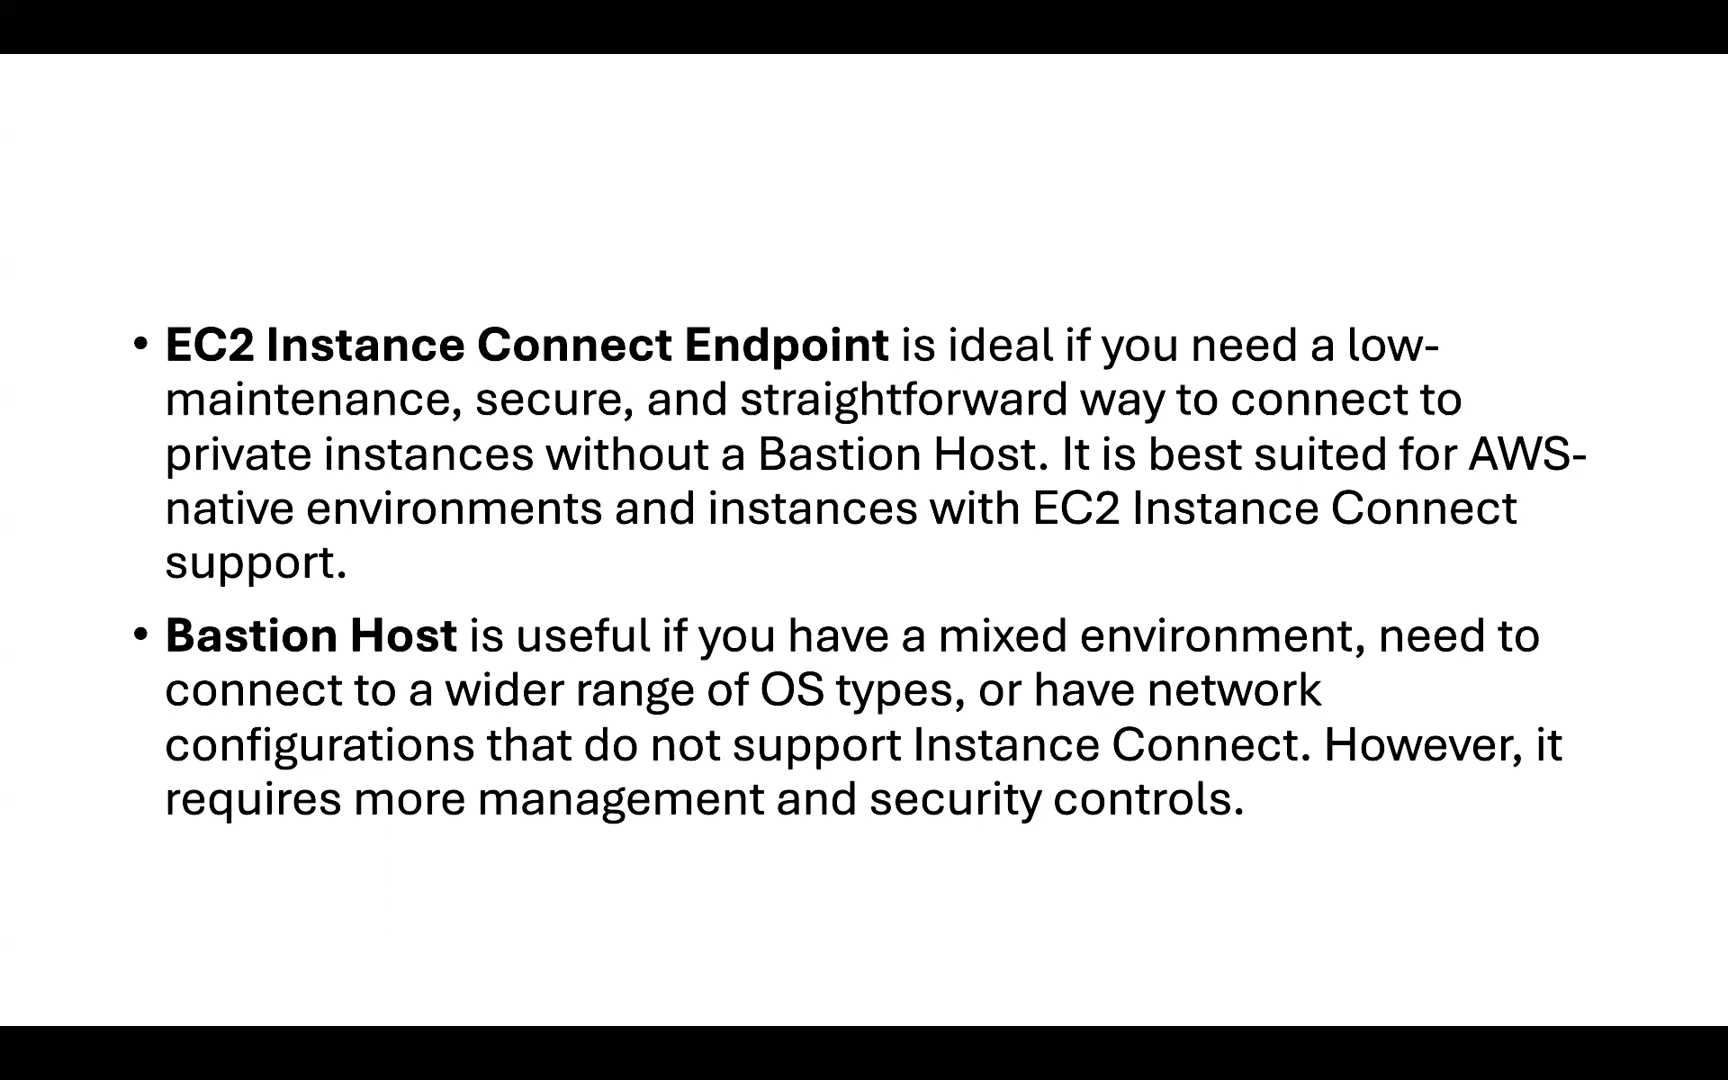 • EC2 Instance Connect Endpoint is ideal if you need a low-
maintenance, secure, and straightforward way to connect to
private instances without a Bastion Host. It is best suited for AWS-
native environments and instances with EC2 Instance Connect
support.
• Bastion Host is useful if you have a mixed environment, need to
connect to a wider range of OS types, or have network
configurations that do not support Instance Connect. However, it
requires more management and security controls.